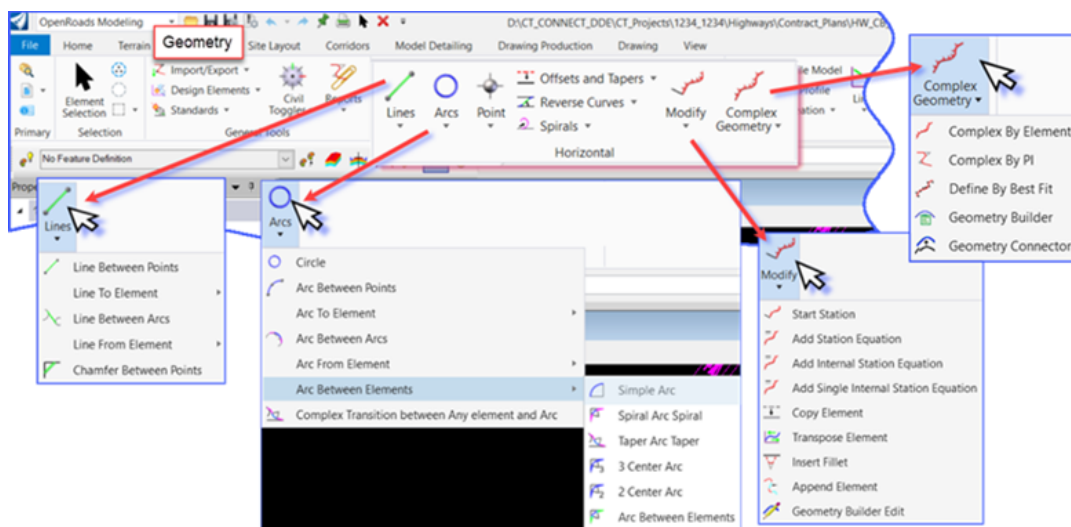 OpenRoads Modeling
D:\CT_CONNECT_DDE\CT_Projects\1234_1234\Highways\Contract_Plans\HW_CB
File Home Terrain Geometry Site Layout Corridors Model Detailing Drawing Production Drawing View
Element Selection
Import/Export
Design Elements
Standards
Civil Toggles
Reports
Primary Selection General Tools
Lines
Arcs
Point
Offsets and Tapers
Reverse Curves
Spirals
Modify
Complex Geometry
Horizontal
No Feature Definition
Lines
Line Between Points
Line To Element
Line Between Arcs
Line From Element
Chamfer Between Points
Arcs
Circle
Arc Between Points
Arc To Element
Arc Between Arcs
Arc From Element
Arc Between Elements
Complex Transition between Any element and Arc
Simple Arc
Spiral Arc Spiral
Taper Arc Taper
3 Center Arc
2 Center Arc
Arc Between Elements
Modify
Start Station
Add Station Equation
Add Internal Station Equation
Add Single Internal Station Equation
Copy Element
Transpose Element
Insert Fillet
Append Element
Geometry Builder Edit
Complex Geometry
Complex By Element
Complex By PI
Define By Best Fit
Geometry Builder
Geometry Connector